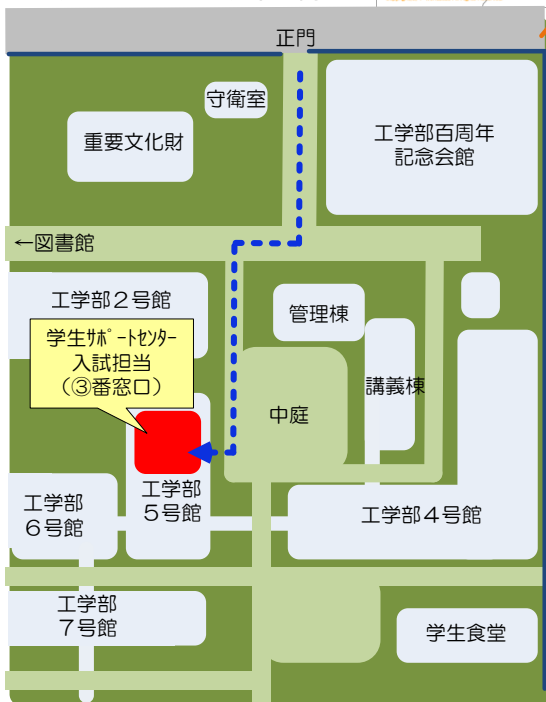 正門
守衛室
重要文化財
工学部百周年
記念会館
←図書館
工学部２号館
管理棟
学生ｻﾎﾟｰﾄｾﾝﾀｰ
入試担当
（③番窓口）
講義棟
中庭
工学部
５号館
工学部
６号館
工学部４号館
工学部
７号館
学生食堂